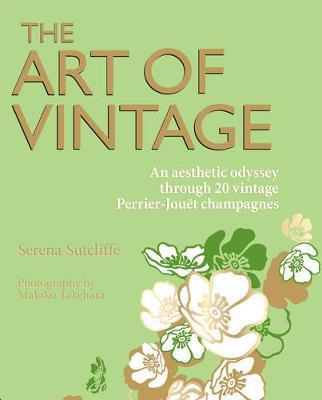 THE
ART OF
VINTAGE
An aesthetic odyssey
through 20 vintage
Perrier-Jouët champagnes
Serena Sutcliffe
Photography by
Makiko Takehara